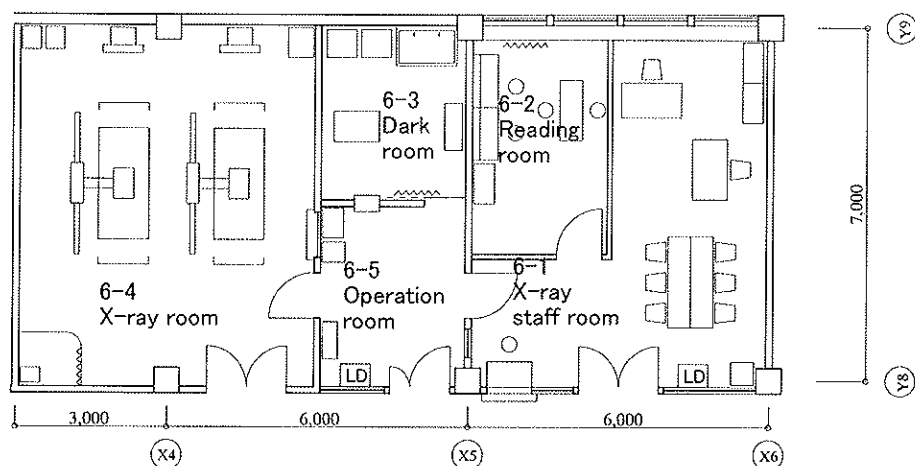 Y9
6-3
Dark
room
6-2
Reading
room
7,000
6-4
X-ray room
6-5
Operation
room
6-1
X-ray
staff room
LD
LD
Y8
3,000
6,000
6,000
X4
X5
X6